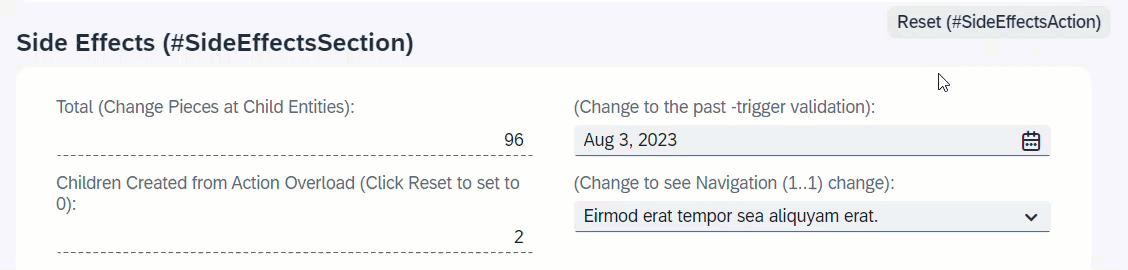 Reset (#SideEffectsAction)
Side Effects (#SideEffectsSection)
Total (Change Pieces at Child Entities):
96
(Change to the past -trigger validation):
Aug 3, 2023
Children Created from Action Overload (Click Reset to set to
0):
2
(Change to see Navigation (1..1) change):
Eirmod erat tempor sea aliquyam erat.